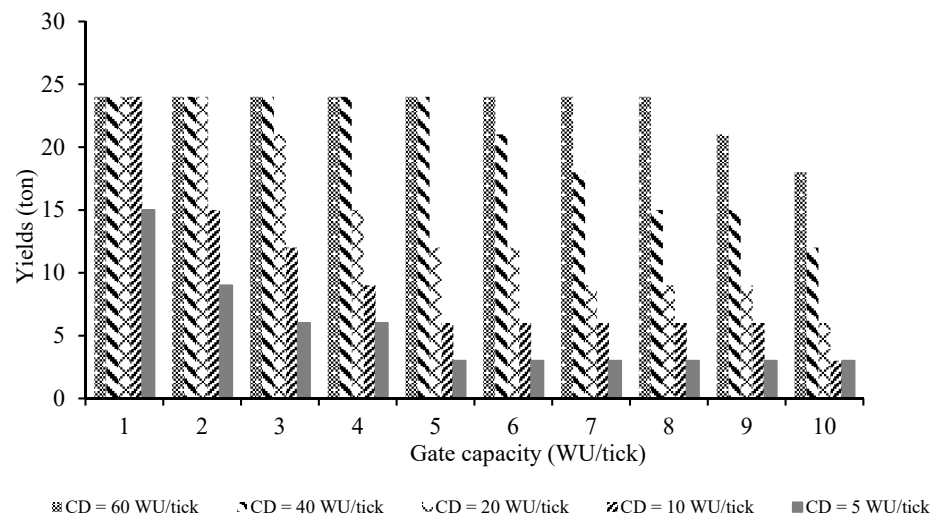 30
25
20
15
10
5
0
Yields (ton)
1 2 3 4 5 6 7 8 9 10
Gate capacity (WU/tick)
CD = 60 WU/tick CD = 40 WU/tick CD = 20 WU/tick CD = 10 WU/tick CD = 5 WU/tick